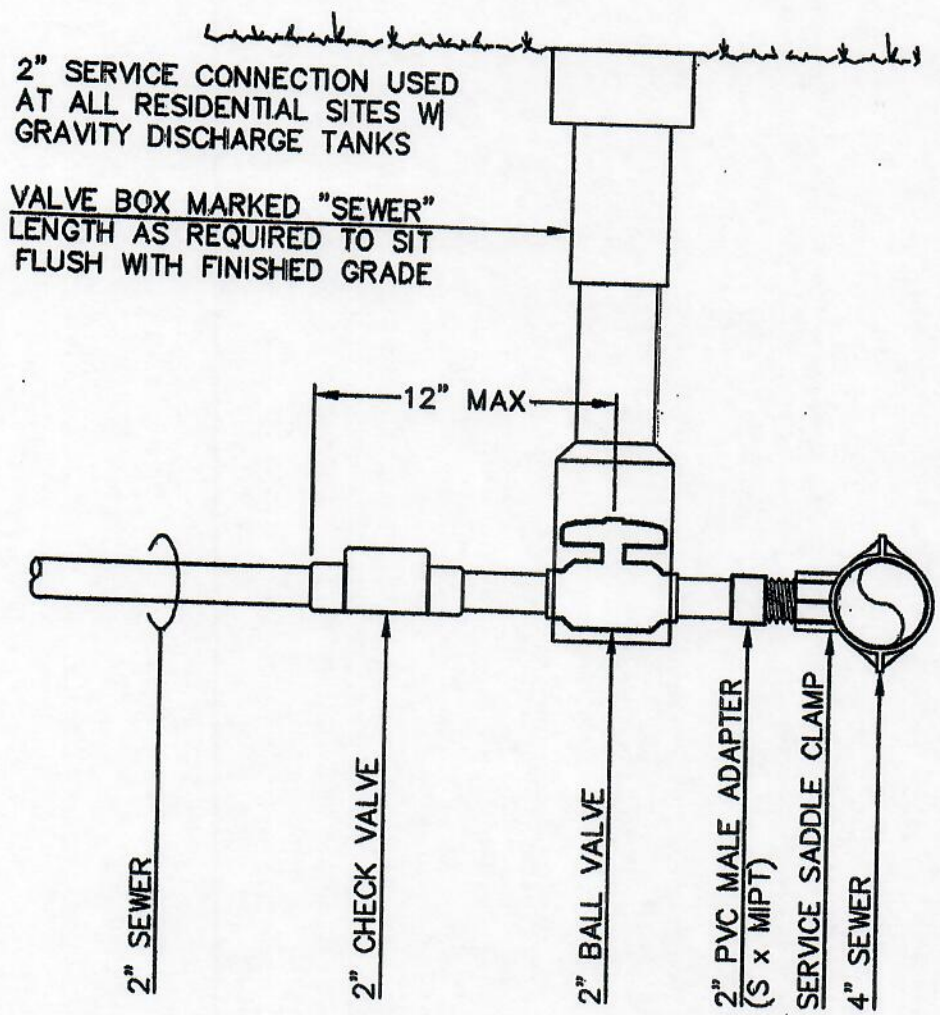 2" SERVICE CONNECTION USED
AT ALL RESIDENTIAL SITES W/
GRAVITY DISCHARGE TANKS
VALVE BOX MARKED "SEWER"
LENGTH AS REQUIRED TO SIT
FLUSH WITH FINISHED GRADE
12" MAX
2" SEWER
2" CHECK VALVE
2" BALL VALVE
2" PVC MALE ADAPTER
(S x MIPT)
SERVICE SADDLE CLAMP
4" SEWER